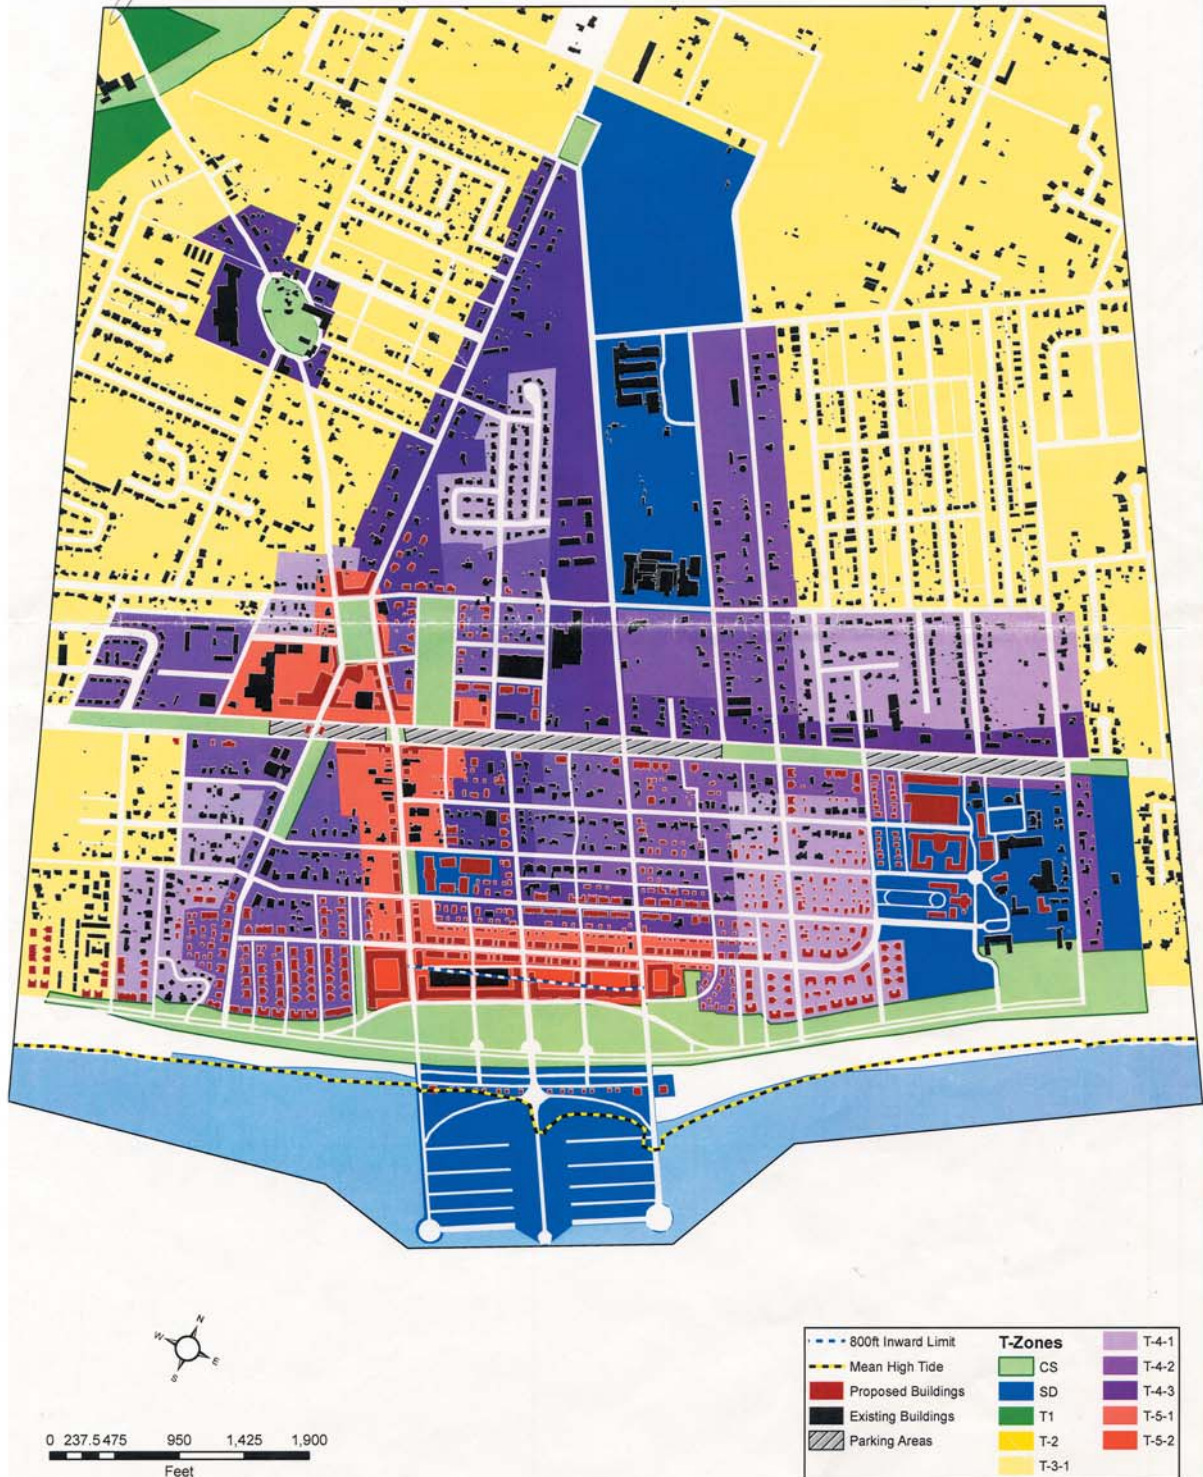 N
W
E
S
0 237.5 475 950 1,425 1,900
Feet
800ft Inward Limit
Mean High Tide
Proposed Buildings
Existing Buildings
Parking Areas
T-Zones
CS
SD
T1
T-2
T-3-1
T-4-1
T-4-2
T-4-3
T-5-1
T-5-2